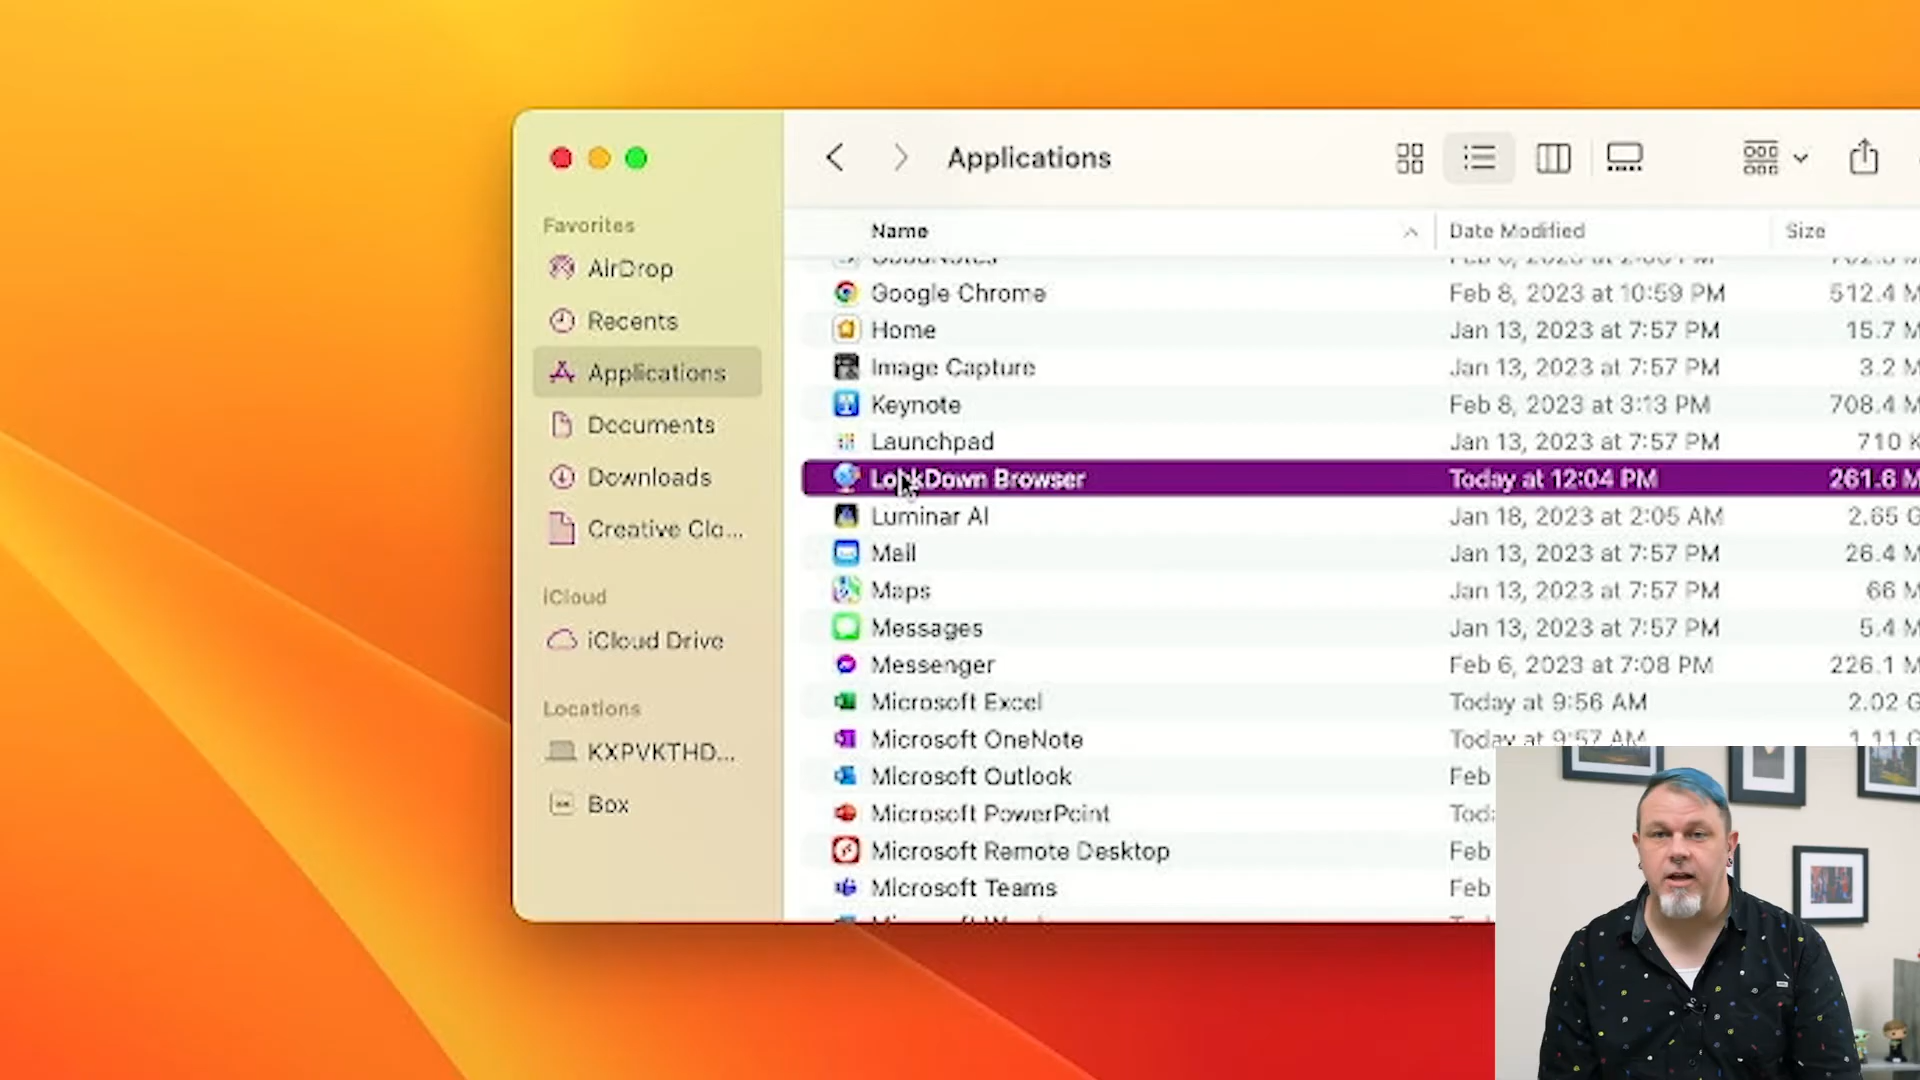 Applications
Favorites
AirDrop
Recents
Applications
Documents
Downloads
Creative Clo...
iCloud
iCloud Drive
Locations
KXPVKTHD...
Box
Name Date Modified Size
Google Chrome Feb 8, 2023 at 10:59 PM 512.4 M
Home Jan 13, 2023 at 7:57 PM 15.7 M
Image Capture Jan 13, 2023 at 7:57 PM 3.2 M
Keynote Feb 8, 2023 at 3:13 PM 708.4 M
Launchpad Jan 13, 2023 at 7:57 PM 710 K
LockDown Browser Today at 12:04 PM 261.6 M
Luminar AI Jan 18, 2023 at 2:05 AM 2.65 G
Mail Jan 13, 2023 at 7:57 PM 26.4 M
Maps Jan 13, 2023 at 7:57 PM 66 M
Messages Jan 13, 2023 at 7:57 PM 5.4 M
Messenger Feb 6, 2023 at 7:08 PM 226.1 M
Microsoft Excel Today at 9:56 AM 2.02 G
Microsoft OneNote Today at 9:57 AM 1.11 G
Microsoft Outlook Feb
Microsoft PowerPoint Tod
Microsoft Remote Desktop Feb
Microsoft Teams Feb